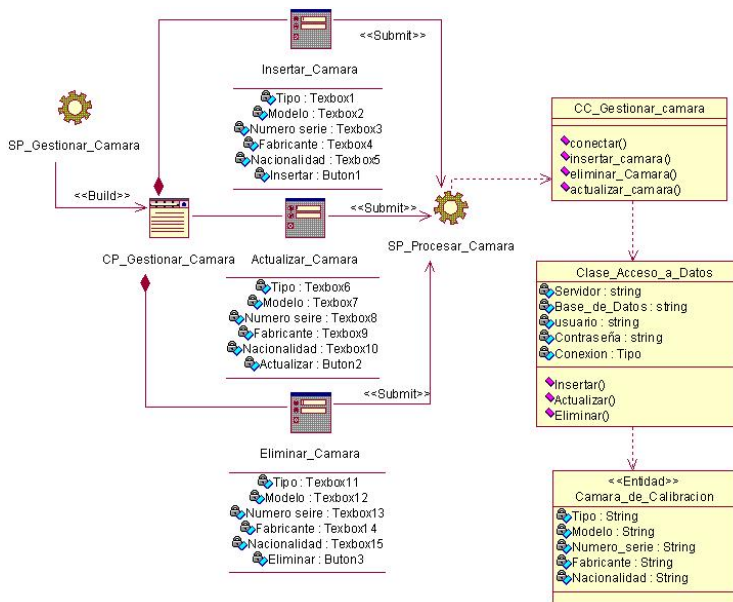 <<Submit>>
Insertar_Camara
Tipo : Texbox1
Modelo : Texbox2
Numero serie : Texbox3
Fabricante : Texbox4
Nacionalidad : Texbox5
Insertar : Buton1
SP_Gestionar_Camara
<<Build>>
CP_Gestionar_Camara
<<Submit>>
Actualizar_Camara
Tipo : Texbox6
Modelo : Texbox7
Numero seire : Texbox8
Fabricante : Texbox9
Nacionalidad : Texbox10
Actualizar : Buton2
SP_Procesar_Camara
<<Submit>>
Eliminar_Camara
Tipo : Texbox11
Modelo : Texbox12
Numero seire : Texbox13
Fabricante : Texbox14
Nacionalidad : Texbox15
Eliminar : Buton3
CC_Gestionar_camara
conectar()
insertar_camara()
eliminar_Camara()
actualizar_camara()
Clase_Acceso_a_Datos
Servidor : string
Base_de_Datos : string
usuario : string
Contraseña : string
Conexion : Tipo
Insertar()
Actualizar()
Eliminar()
<<Entidad>>
Camara_de_Calibracion
Tipo : String
Modelo : String
Numero_serie : String
Fabricante : String
Nacionalidad : String